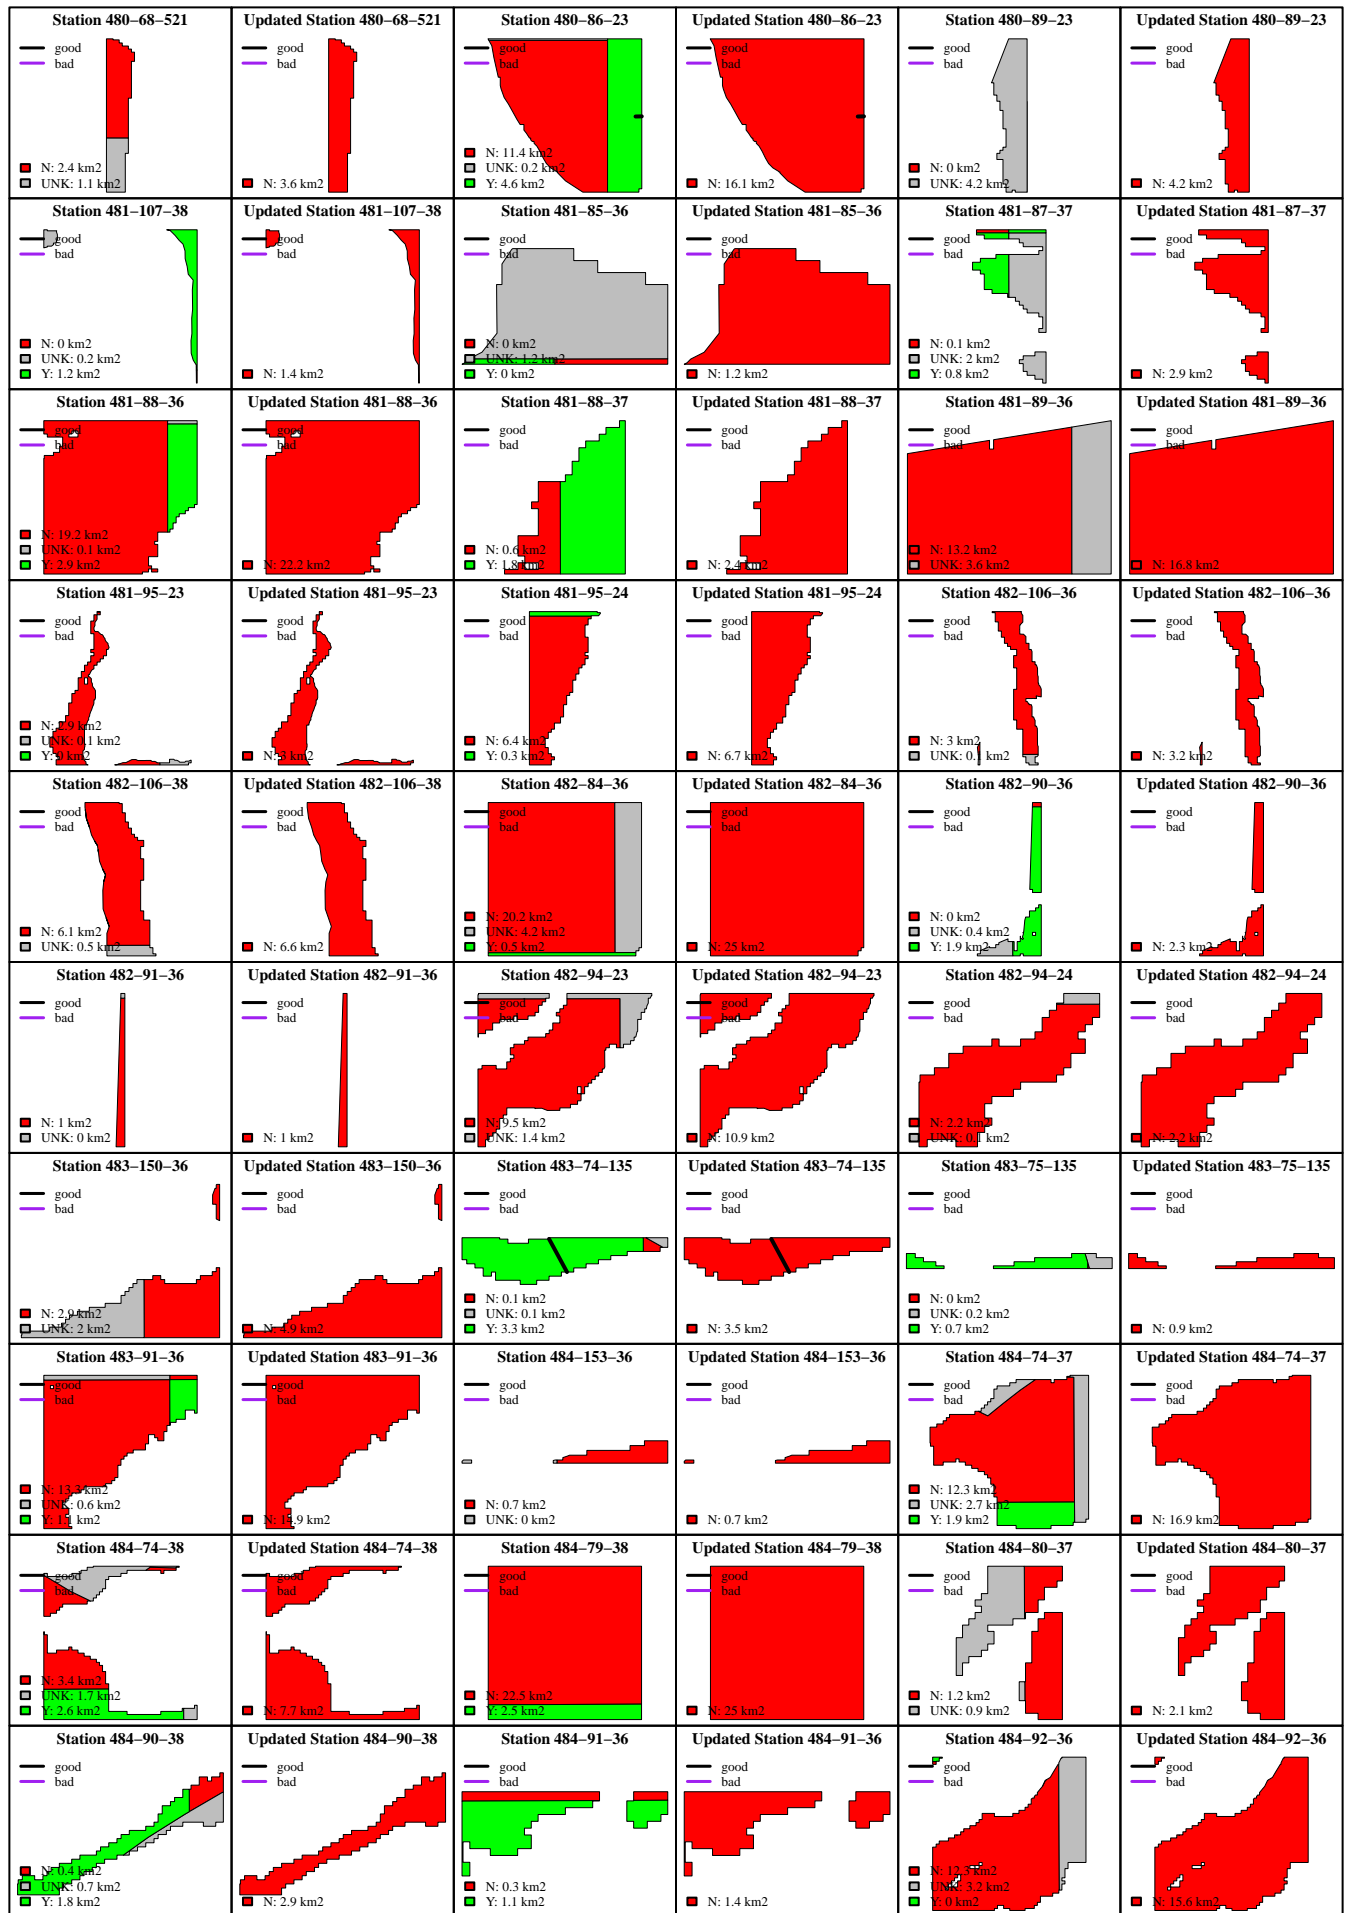 Station 480−68−521
good
bad
N: 2.4 km2
UNK: 1.1 km2
Updated Station 480−68−521
good
bad
N: 3.6 km2
Station 480−86−23
good
bad
N: 11.4 km2
UNK: 0.2 km2
Y: 4.6 km2
Updated Station 480−86−23
good
bad
N: 16.1 km2
Station 480−89−23
good
bad
N: 0 km2
UNK: 4.2 km2
Updated Station 480−89−23
good
bad
N: 4.2 km2
Station 481−107−38
good
bad
N: 0 km2
UNK: 0.2 km2
Y: 1.2 km2
Updated Station 481−107−38
good
bad
N: 1.4 km2
Station 481−85−36
good
bad
N: 0 km2
UNK: 1.2 km2
Y: 0 km2
Updated Station 481−85−36
good
bad
N: 1.2 km2
Station 481−87−37
good
bad
N: 0.1 km2
UNK: 2 km2
Y: 0.8 km2
Updated Station 481−87−37
good
bad
N: 2.9 km2
Station 481−88−36
good
bad
N: 19.2 km2
UNK: 0.1 km2
Y: 2.9 km2
Updated Station 481−88−36
good
bad
N: 22.2 km2
Station 481−88−37
good
bad
N: 0.6 km2
Y: 1.8 km2
Updated Station 481−88−37
good
bad
N: 2.4 km2
Station 481−89−36
good
bad
N: 13.2 km2
UNK: 3.6 km2
Updated Station 481−89−36
good
bad
N: 16.8 km2
Station 481−95−23
good
bad
N: 2.9 km2
UNK: 0.1 km2
Y: 0 km2
Updated Station 481−95−23
good
bad
N: 3 km2
Station 481−95−24
good
bad
N: 6.4 km2
Y: 0.3 km2
Updated Station 481−95−24
good
bad
N: 6.7 km2
Station 482−106−36
good
bad
N: 3 km2
UNK: 0.1 km2
Updated Station 482−106−36
good
bad
N: 3.2 km2
Station 482−106−38
good
bad
N: 6.1 km2
UNK: 0.5 km2
Updated Station 482−106−38
good
bad
N: 6.6 km2
Station 482−84−36
good
bad
N: 20.2 km2
UNK: 4.2 km2
Y: 0.5 km2
Updated Station 482−84−36
good
bad
N: 25 km2
Station 482−90−36
good
bad
N: 0 km2
UNK: 0.4 km2
Y: 1.9 km2
Updated Station 482−90−36
good
bad
N: 2.3 km2
Station 482−91−36
good
bad
N: 1 km2
UNK: 0 km2
Updated Station 482−91−36
good
bad
N: 1 km2
Station 482−94−23
good
bad
N: 9.5 km2
UNK: 1.4 km2
Updated Station 482−94−23
good
bad
N: 10.9 km2
Station 482−94−24
good
bad
N: 2.2 km2
UNK: 0.1 km2
Updated Station 482−94−24
good
bad
N: 2.2 km2
Station 483−150−36
good
bad
N: 2.9 km2
UNK: 2 km2
Updated Station 483−150−36
good
bad
N: 4.9 km2
Station 483−74−135
good
bad
N: 0.1 km2
UNK: 0.1 km2
Y: 3.3 km2
Updated Station 483−74−135
good
bad
N: 3.5 km2
Station 483−75−135
good
bad
N: 0 km2
UNK: 0.2 km2
Y: 0.7 km2
Updated Station 483−75−135
good
bad
N: 0.9 km2
Station 483−91−36
good
bad
N: 13.3 km2
UNK: 0.6 km2
Y: 1.1 km2
Updated Station 483−91−36
good
bad
N: 14.9 km2
Station 484−153−36
good
bad
N: 0.7 km2
UNK: 0 km2
Updated Station 484−153−36
good
bad
N: 0.7 km2
Station 484−74−37
good
bad
N: 12.3 km2
UNK: 2.7 km2
Y: 1.9 km2
Updated Station 484−74−37
good
bad
N: 16.9 km2
Station 484−74−38
good
bad
N: 3.4 km2
UNK: 1.7 km2
Y: 2.6 km2
Updated Station 484−74−38
good
bad
N: 7.7 km2
Station 484−79−38
good
bad
N: 22.5 km2
Y: 2.5 km2
Updated Station 484−79−38
good
bad
N: 25 km2
Station 484−80−37
good
bad
N: 1.2 km2
UNK: 0.9 km2
Updated Station 484−80−37
good
bad
N: 2.1 km2
Station 484−90−38
good
bad
N: 0.4 km2
UNK: 0.7 km2
Y: 1.8 km2
Updated Station 484−90−38
good
bad
N: 2.9 km2
Station 484−91−36
good
bad
N: 0.3 km2
Y: 1.1 km2
Updated Station 484−91−36
good
bad
N: 1.4 km2
Station 484−92−36
good
bad
N: 12.3 km2
UNK: 3.2 km2
Y: 0 km2
Updated Station 484−92−36
good
bad
N: 15.6 km2